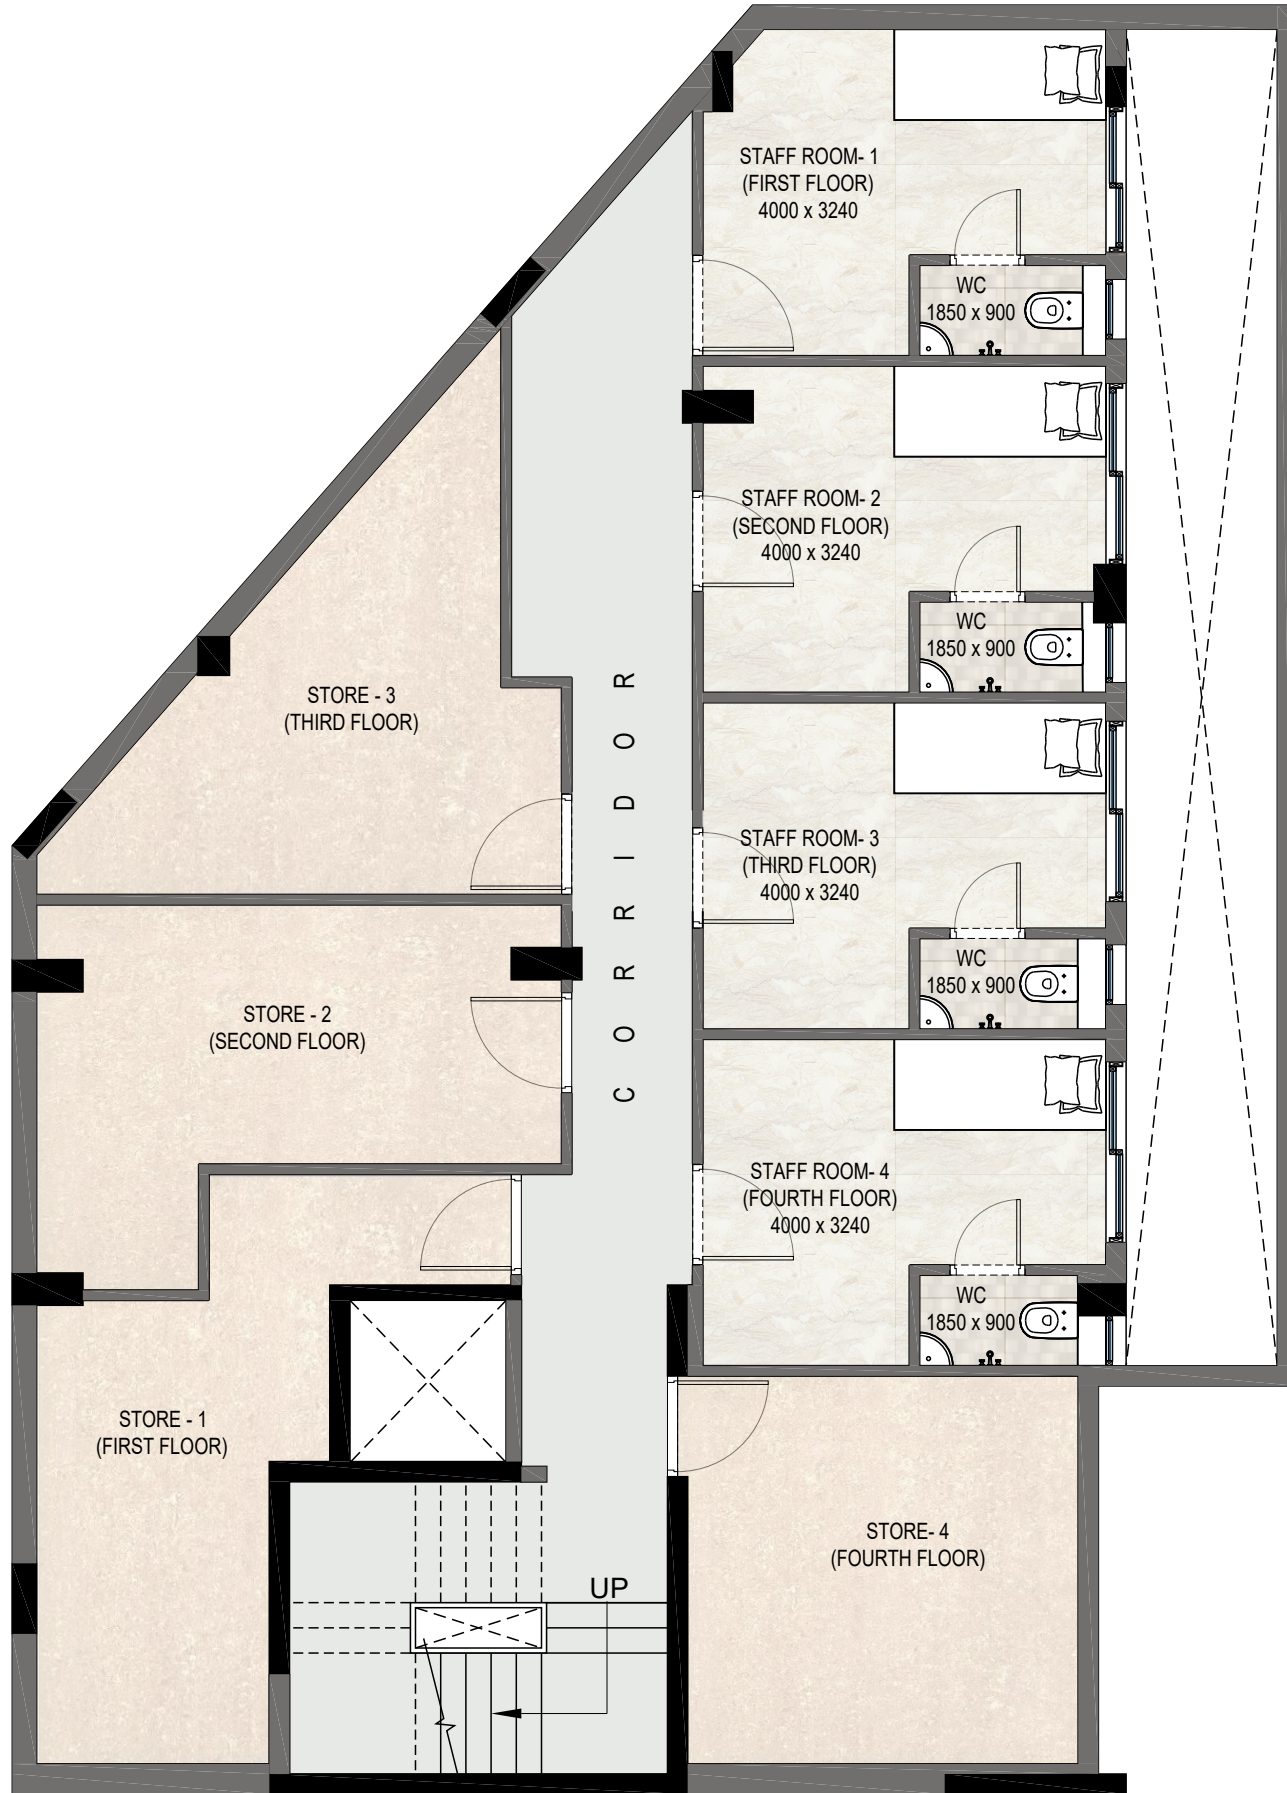 STAFF ROOM- 1
(FIRST FLOOR)
4000 x 3240
WC
1850 x 900
STAFF ROOM- 2
(SECOND FLOOR)
4000 x 3240
WC
1850 x 900
STORE - 3
(THIRD FLOOR)
CORRIDOR
STAFF ROOM- 3
(THIRD FLOOR)
4000 x 3240
WC
1850 x 900
STORE - 2
(SECOND FLOOR)
STAFF ROOM- 4
(FOURTH FLOOR)
4000 x 3240
WC
1850 x 900
STORE - 1
(FIRST FLOOR)
STORE- 4
(FOURTH FLOOR)
UP